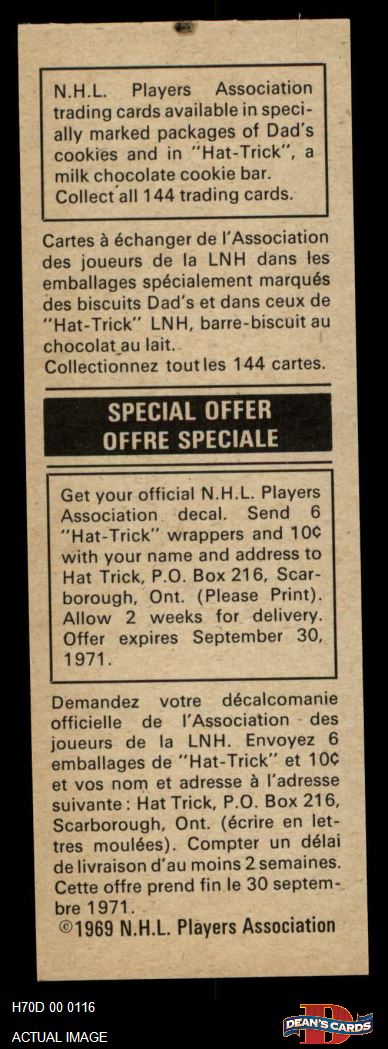 N.H.L. Players Association
trading cards available in speci-
ally marked packages of Dad's
cookies and in "Hat-Trick", a
milk chocolate cookie bar.
Collect all 144 trading cards.
Cartes à échanger de l'Association
des joueurs de la LNH dans les
emballages spécialement marqués
des biscuits Dad's et dans ceux de
"Hat-Trick" LNH, barre-biscuit au
chocolat au lait.
Collectionnez tout les 144 cartes.
SPECIAL OFFER
OFFRE SPECIALE
Get your official N.H.L. Players
Association decal. Send 6
"Hat-Trick" wrappers and 10¢
with your name and address to
Hat Trick, P.O. Box 216, Scar-
borough, Ont. (Please Print).
Allow 2 weeks for delivery.
Offer expires September 30,
1971.
Demandez votre décalcomanie
officielle de l'Association des
joueurs de la LNH. Envoyez 6
emballages de "Hat-Trick" et 10¢
et vos nom et adresse à l'adresse
suivante: Hat Trick, P.O. Box 216,
Scarborough, Ont. (écrire en let-
tres moulées). Compter un délai
de livraison d'au moins 2 semaines.
Cette offre prend fin le 30 septem-
bre 1971.
©1969 N.H.L. Players Association
H70D 00 0116
ACTUAL IMAGE
D
DEAN'S CARDS